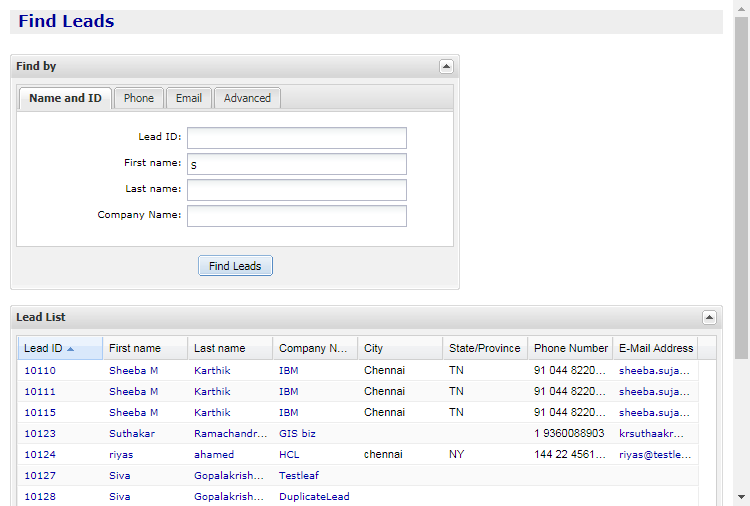 Find Leads
Find by
Name and ID Phone Email Advanced
Lead ID:
First name: s
Last name:
Company Name:
Find Leads
Lead List
Lead ID First name Last name Company N... City State/Province Phone Number E-Mail Address
10110 Sheeba M Karthik IBM Chennai TN 91 044 8220... sheeba.suja...
10111 Sheeba M Karthik IBM Chennai TN 91 044 8220... sheeba.suja...
10115 Sheeba M Karthik IBM Chennai TN 91 044 8220... sheeba.suja...
10123 Suthakar Ramachandr... GIS biz 1 9360088903 krsuthaakr...
10124 riyas ahamed HCL chennai NY 144 22 4561... riyas@testle...
10127 Siva Gopalakrish... Testleaf
10128 Siva Gopalakrish... DuplicateLead